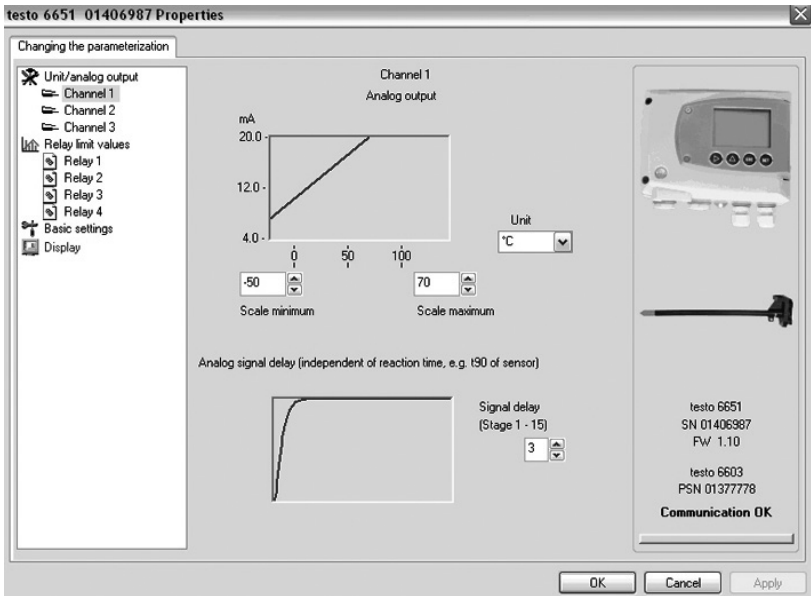 testo 6651 01406987 Properties
Changing the parameterization
Unit/analog output
Channel 1
Channel 2
Channel 3
Relay limit values
Relay 1
Relay 2
Relay 3
Relay 4
Basic settings
Display
Channel 1
Analog output
mA
20.0
12.0
4.0
0 50 100
Unit
°C
-50
70
Scale minimum
Scale maximum
Analog signal delay (independent of reaction time, e.g. t90 of sensor)
Signal delay
(Stage 1 - 15)
3
testo 6651
SN 01406987
FW 1.10
testo 6603
PSN 01377778
Communication OK
OK
Cancel
Apply